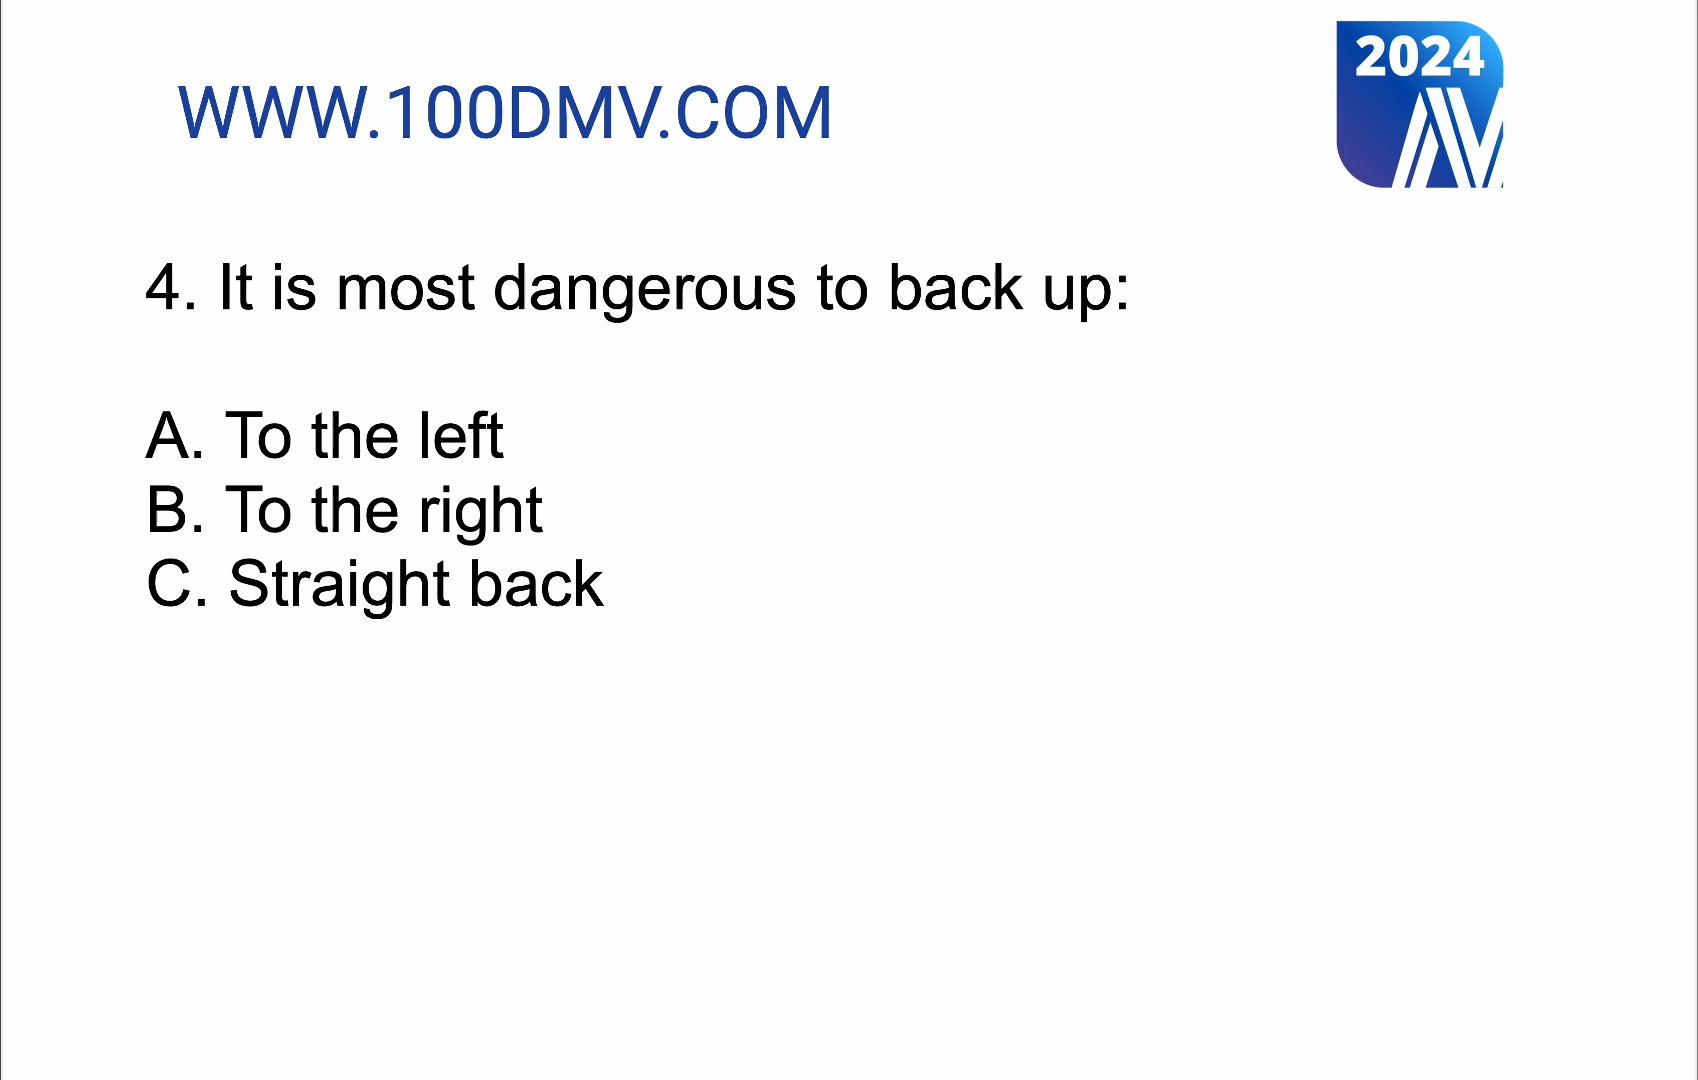 WWW.100DMV.COM
2024
4. It is most dangerous to back up:
A. To the left
B. To the right
C. Straight back